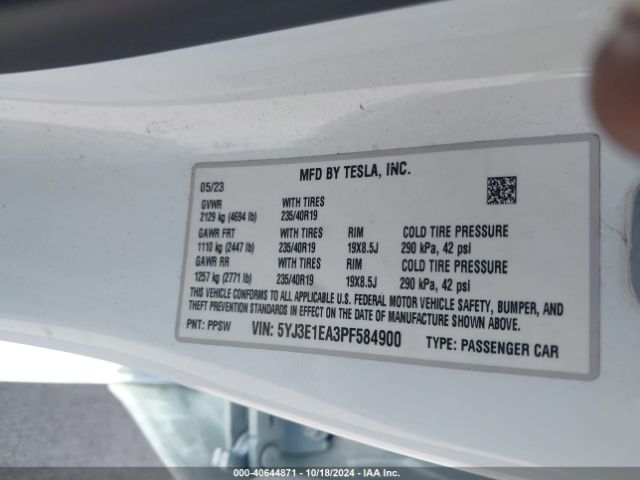 MFD BY TESLA, INC.
05/23
GVWR WITH TIRES
2129 kg (4694 lb) 235/40R19
GAWR FRT WITH TIRES RIM COLD TIRE PRESSURE
1110 kg (2447 lb) 235/40R19 19X8.5J 290 kPa, 42 psi
GAWR RR WITH TIRES RIM COLD TIRE PRESSURE
1257 kg (2771 lb) 235/40R19 19X8.5J 290 kPa, 42 psi
THIS VEHICLE CONFORMS TO ALL APPLICABLE U.S. FEDERAL MOTOR VEHICLE SAFETY, BUMPER, AND
THEFT PREVENTION STANDARDS IN EFFECT ON THE DATE OF MANUFACTURE SHOWN ABOVE.
PNT: PPSW VIN: 5YJ3E1EA3PF584900 TYPE: PASSENGER CAR
000-40644871 - 10/18/2024 - IAA Inc.